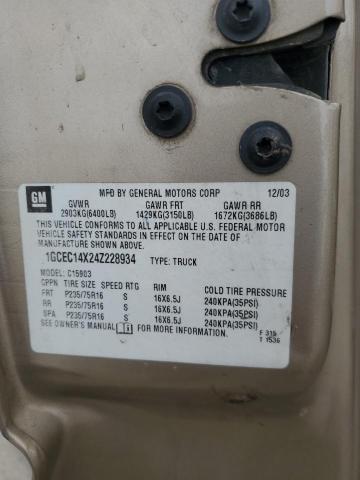 GM
MFD BY GENERAL MOTORS CORP 12/03
GVWR GAWR FRT GAWR RR
2903KG(6400LB) 1429KG(3150LB) 1672KG(3686LB)
THIS VEHICLE CONFORMS TO ALL APPLICABLE U.S. FEDERAL MOTOR
VEHICLE SAFETY STANDARDS IN EFFECT ON THE DATE OF
MANUFACTURE SHOWN ABOVE.
1GCEC14X24Z228934 TYPE: TRUCK
MODEL: C15903
CPPN TIRE SIZE SPEED RTG RIM COLD TIRE PRESSURE
FRT P235/75R16 S 16X6.5J 240KPA(35PSI)
RR P235/75R16 S 16X6.5J 240KPA(35PSI)
SPA P235/75R16 S 16X6.5J 240KPA(35PSI)
SEE OWNER'S MANUAL FOR MORE INFORMATION.
F 315
T 1536